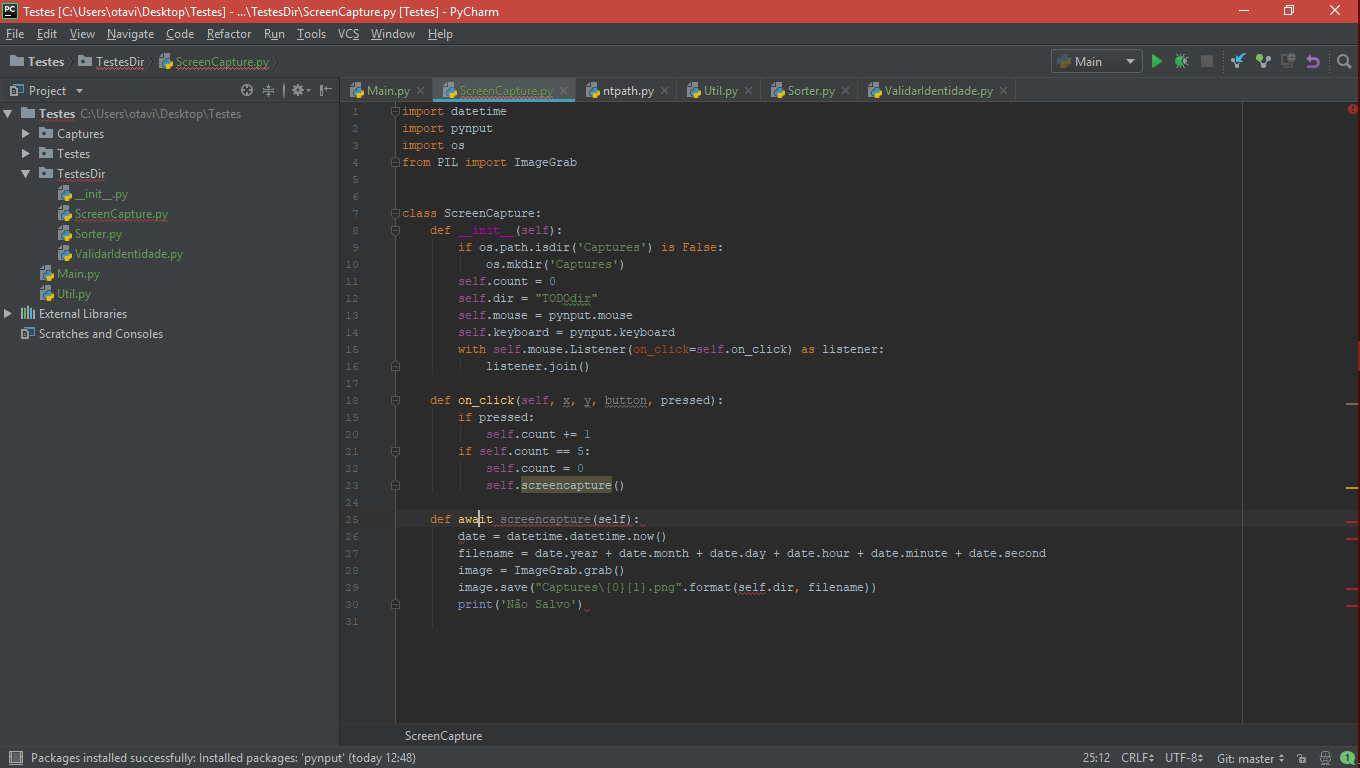 PC Testes [C:\Users\otavi\Desktop\Testes] - ...\TestesDir\ScreenCapture.py [Testes] - PyCharm
File Edit View Navigate Code Refactor Run Tools VCS Window Help
Testes TestesDir ScreenCapture.py Main
Project Main.py ScreenCapture.py ntpath.py Util.py Sorter.py ValidarIdentidade.py
Testes C:\Users\otavi\Desktop\Testes
Captures
Testes
TestesDir
__init__.py
ScreenCapture.py
Sorter.py
ValidarIdentidade.py
Main.py
Util.py
External Libraries
Scratches and Consoles
1 import datetime
2 import pynput
3 import os
4 from PIL import ImageGrab
5
6
7 class ScreenCapture:
8 def __init__(self):
9 if os.path.isdir('Captures') is False:
10 os.mkdir('Captures')
11 self.count = 0
12 self.dir = "TODOdir"
13 self.mouse = pynput.mouse
14 self.keyboard = pynput.keyboard
15 with self.mouse.Listener(on_click=self.on_click) as listener:
16 listener.join()
17
18 def on_click(self, x, y, button, pressed):
19 if pressed:
20 self.count += 1
21 if self.count == 5:
22 self.count = 0
23 self.screencapture()
24
25 def await screencapture(self):
26 date = datetime.datetime.now()
27 filename = date.year + date.month + date.day + date.hour + date.minute + date.second
28 image = ImageGrab.grab()
29 image.save("Captures\{0}{1}.png".format(self.dir, filename))
30 print('Não Salvo')
31
ScreenCapture
Packages installed successfully: Installed packages: 'pynput' (today 12:48) 25:12 CRLF UTF-8 Git: master 1